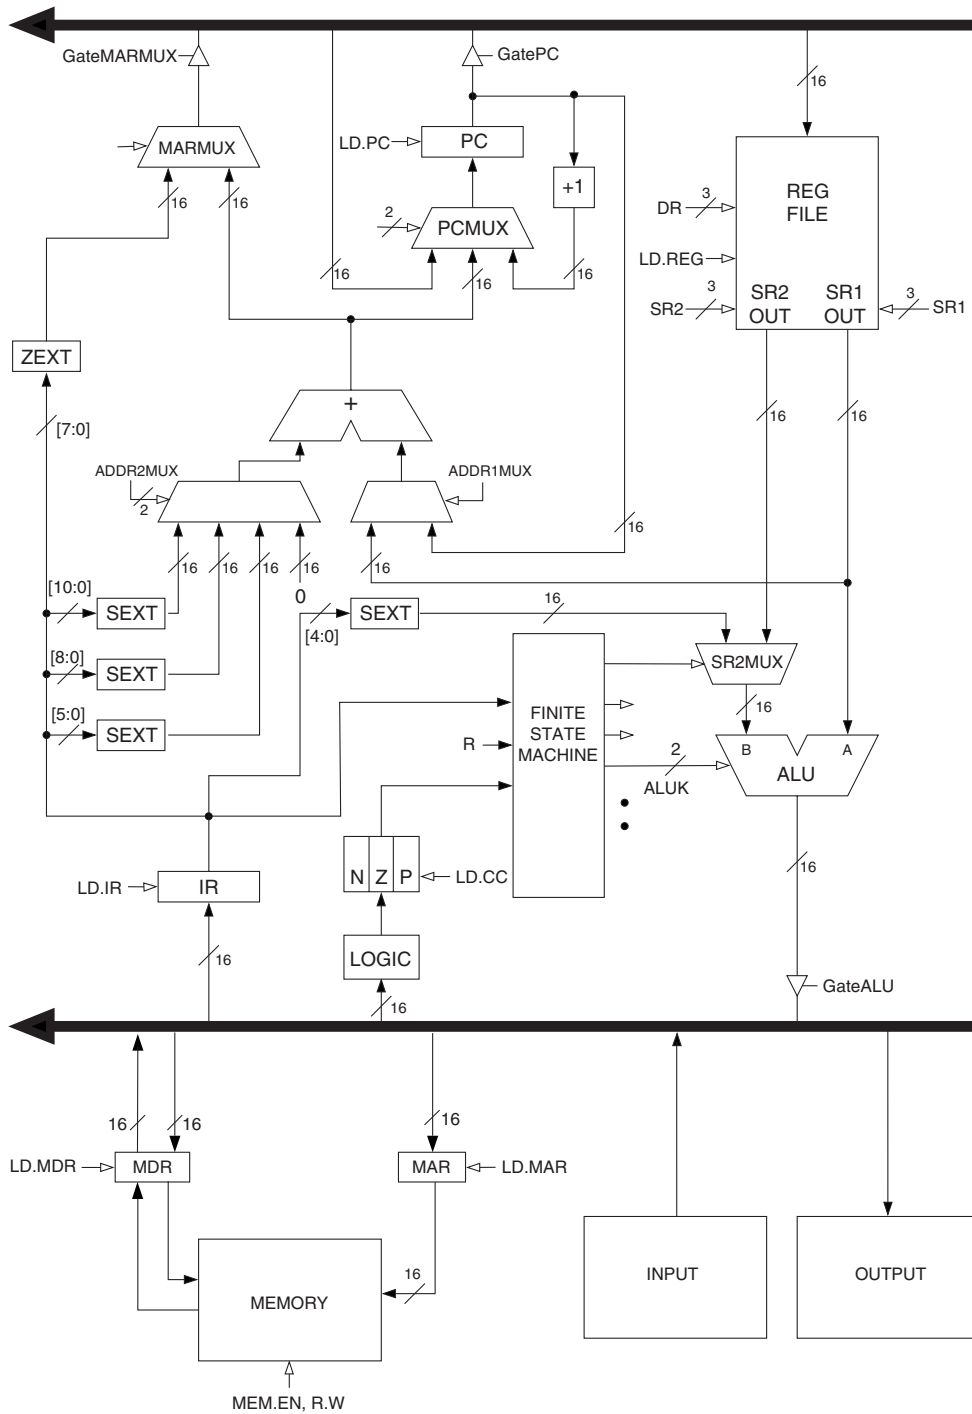 GateMARMUX
GatePC
16
MARMUX
LD.PC
PC
+1
REG
FILE
3
DR
LD.REG
3
SR2
SR2
OUT
SR1
OUT
3
SR1
16
16
2
PCMUX
16
16
16
ZEXT
[7:0]
+
16
16
ADDR2MUX
2
ADDR1MUX
16
16
16
16
16
16
0
[10:0]
SEXT
[4:0]
SEXT
16
[8:0]
SEXT
SR2MUX
[5:0]
SEXT
16
FINITE
STATE
MACHINE
R
2
ALUK
B
A
ALU
N Z P
LD.CC
LD.IR
IR
16
LOGIC
16
16
GateALU
16
16
16
LD.MDR
MDR
MAR
LD.MAR
16
MEMORY
INPUT
OUTPUT
MEM.EN, R.W